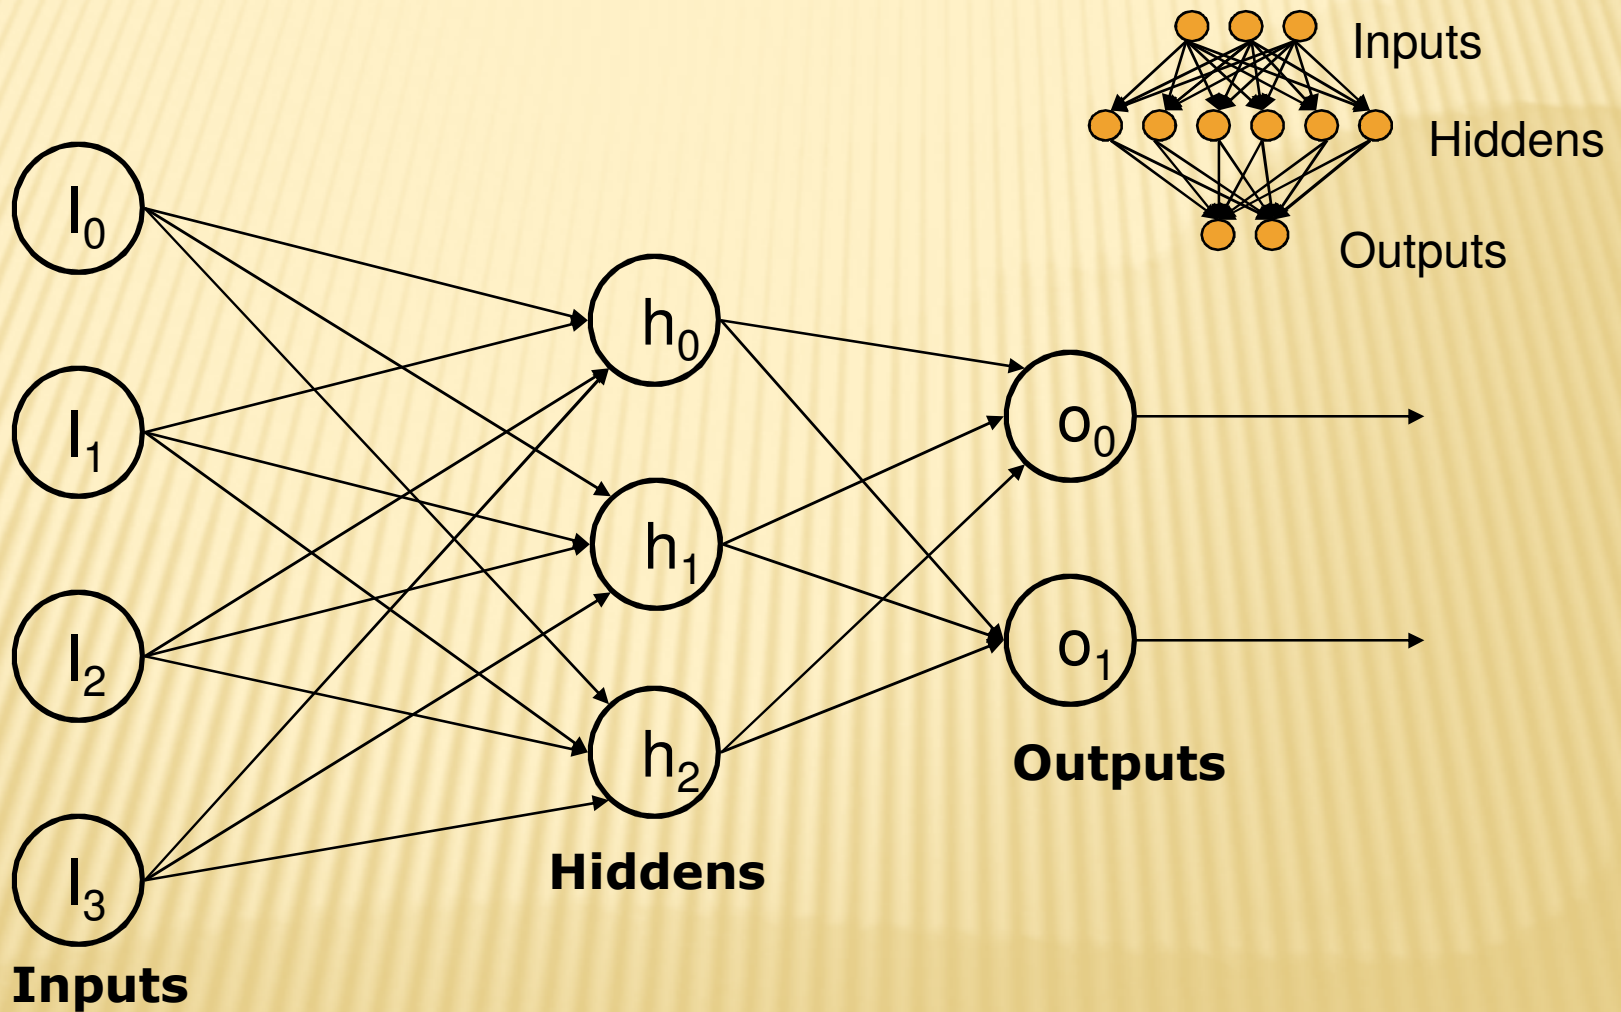 Inputs
Hiddens
Outputs
I0
I1
I2
I3
Inputs
h0
h1
h2
Hiddens
o0
o1
Outputs